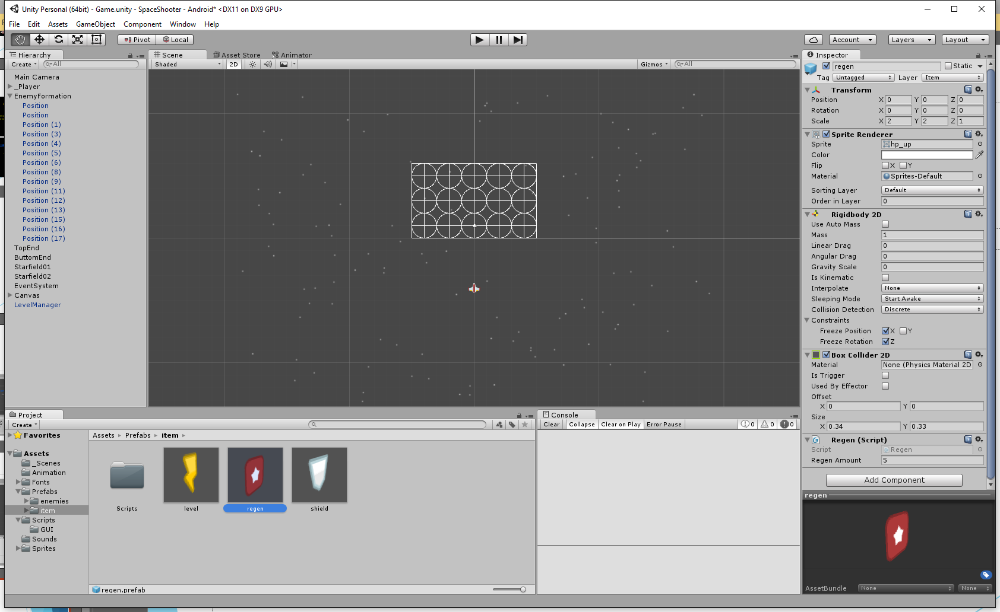 Unity Personal (64bit) - Game.unity - SpaceShooter - Android* <DX11 on DX9 GPU>
File Edit Assets GameObject Component Window Help
Pivot Local Account Layers Layout
Hierarchy
Create All
Main Camera
_Player
EnemyFormation
Position
Position
Position (1)
Position (3)
Position (4)
Position (5)
Position (6)
Position (8)
Position (9)
Position (11)
Position (12)
Position (13)
Position (15)
Position (16)
Position (17)
TopEnd
ButtomEnd
Starfield01
Starfield02
EventSystem
Canvas
LevelManager
Scene Asset Store Animator
Shaded 2D Gizmos All
Inspector
regen Static
Tag Untagged Layer Item
Transform
Position X 0 Y 0 Z 0
Rotation X 0 Y 0 Z 0
Scale X 2 Y 2 Z 1
Sprite Renderer
Sprite hp_up
Color
Flip X Y
Material Sprites-Default
Sorting Layer Default
Order in Layer 0
Rigidbody 2D
Use Auto Mass
Mass 1
Linear Drag 0
Angular Drag 0
Gravity Scale 0
Is Kinematic
Interpolate None
Sleeping Mode Start Awake
Collision Detection Discrete
Constraints
Freeze Position X Y
Freeze Rotation Z
Box Collider 2D
Material None (Physics Material 2D
Is Trigger
Used By Effector
Offset
X 0 Y 0
Size
X 0.34 Y 0.33
Regen (Script)
Script Regen
Regen Amount 5
Add Component
regen
AssetBundle None None
Project
Create
Favorites
Assets
_Scenes
Animation
Fonts
Prefabs
enemies
item
Scripts
GUI
Sounds
Sprites
Assets Prefabs item
Scripts level regen shield
regen.prefab
Console
Clear Collapse Clear on Play Error Pause 0 0 0